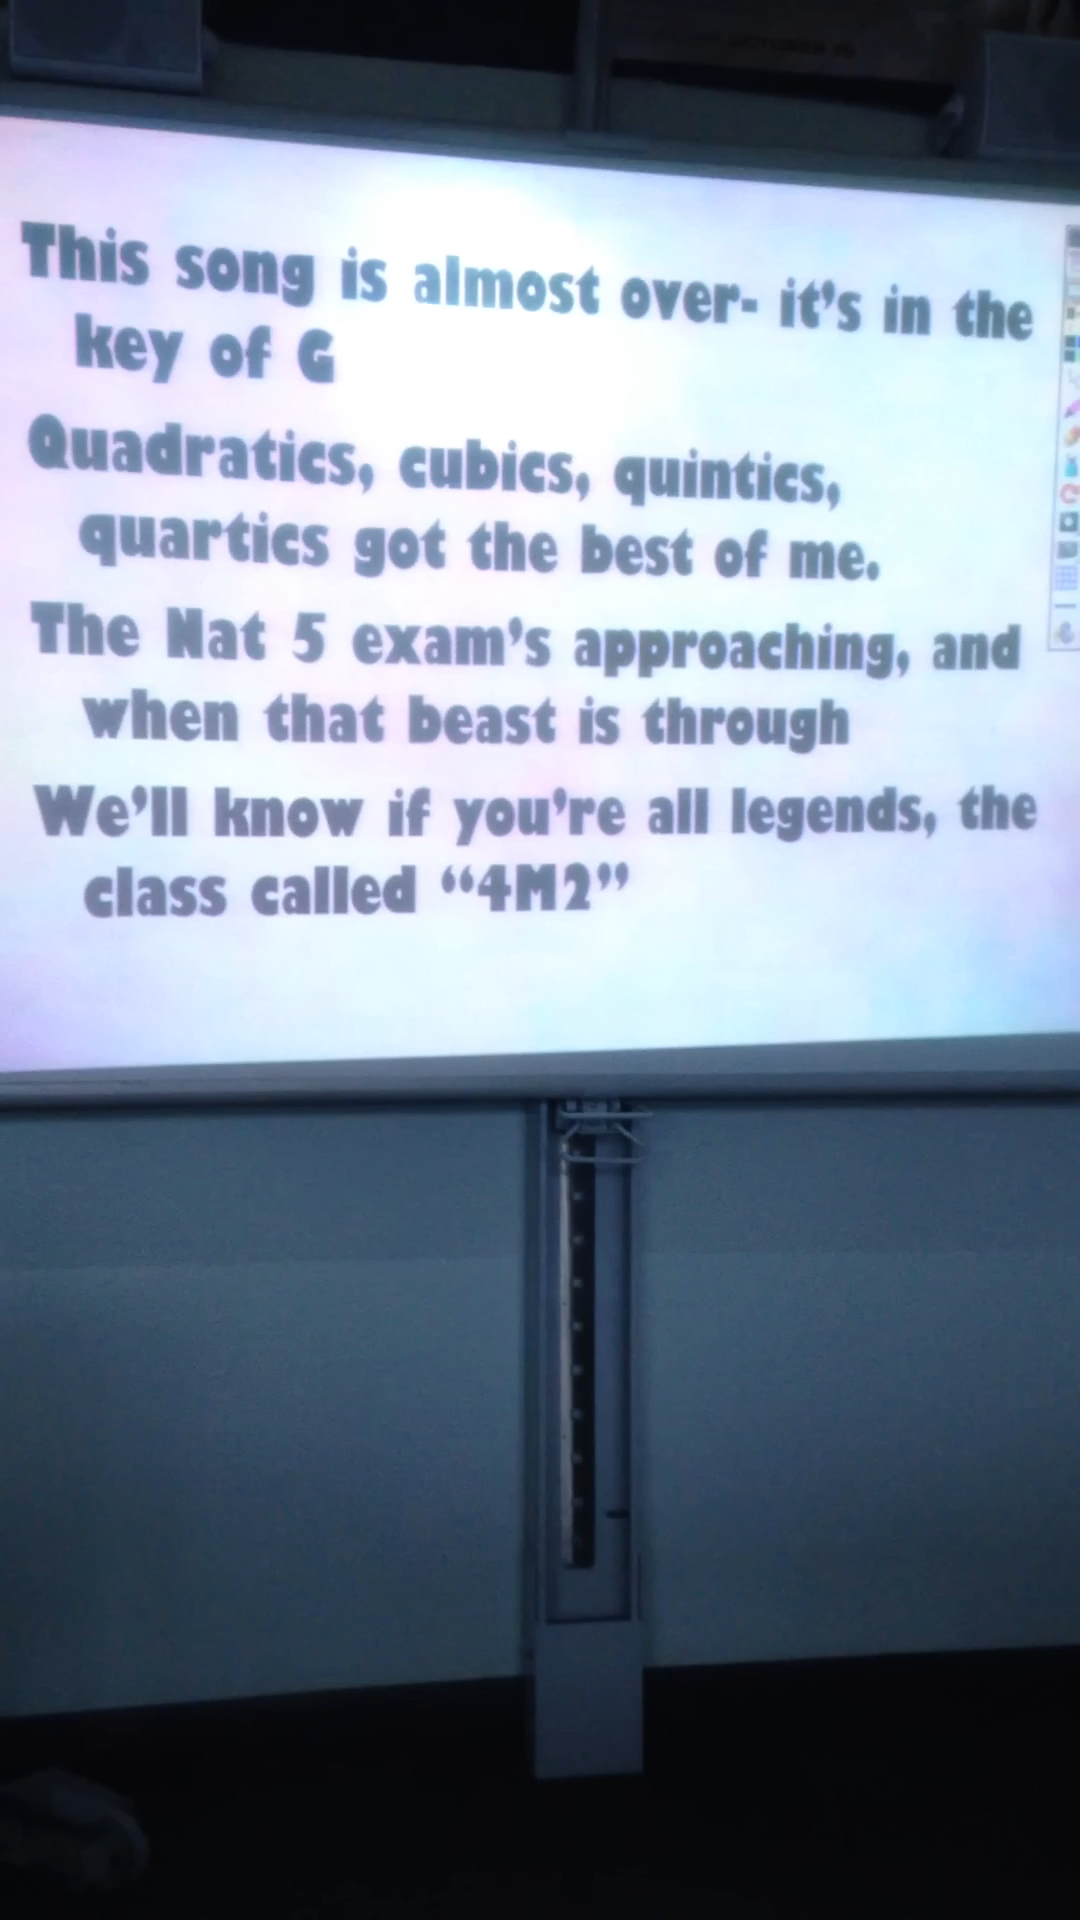 This song is almost over- it's in the
key of G
Quadratics, cubics, quintics,
quartics got the best of me.
The Nat 5 exam's approaching, and
when that beast is through
We'll know if you're all legends, the
class called “4M2”